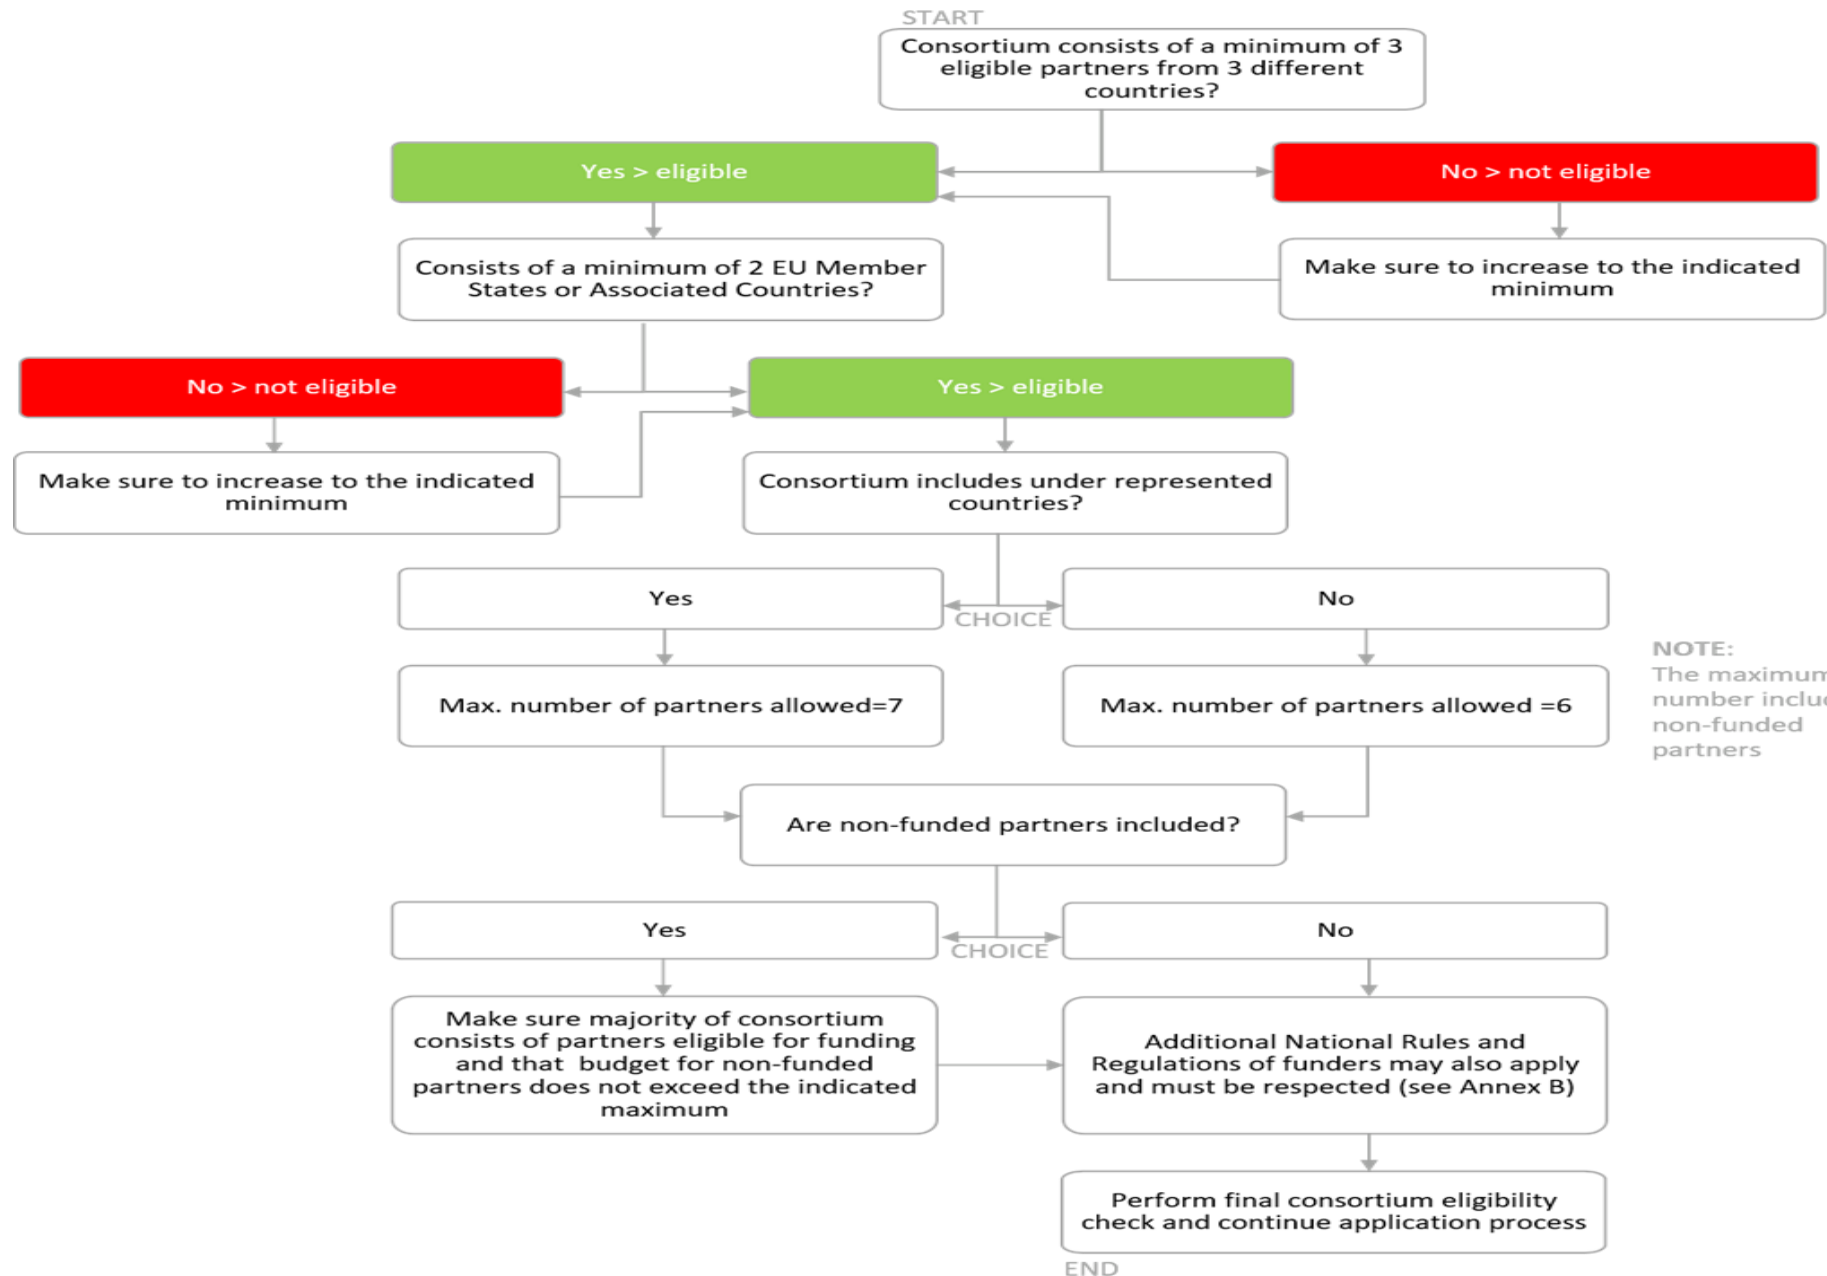 START
Consortium consists of a minimum of 3
eligible partners from 3 different
countries?
Yes > eligible
No > not eligible
Consists of a minimum of 2 EU Member
States or Associated Countries?
Make sure to increase to the indicated
minimum
No > not eligible
Yes > eligible
Make sure to increase to the indicated
minimum
Consortium includes under represented
countries?
Yes
CHOICE
No
Max. number of partners allowed=7
Max. number of partners allowed =6
NOTE:
The maximum
number includ
non-funded
partners
Are non-funded partners included?
Yes
CHOICE
No
Make sure majority of consortium
consists of partners eligible for funding
and that  budget for non-funded
partners does not exceed the indicated
maximum
Additional National Rules and
Regulations of funders may also apply
and must be respected (see Annex B)
Perform final consortium eligibility
check and continue application process
END